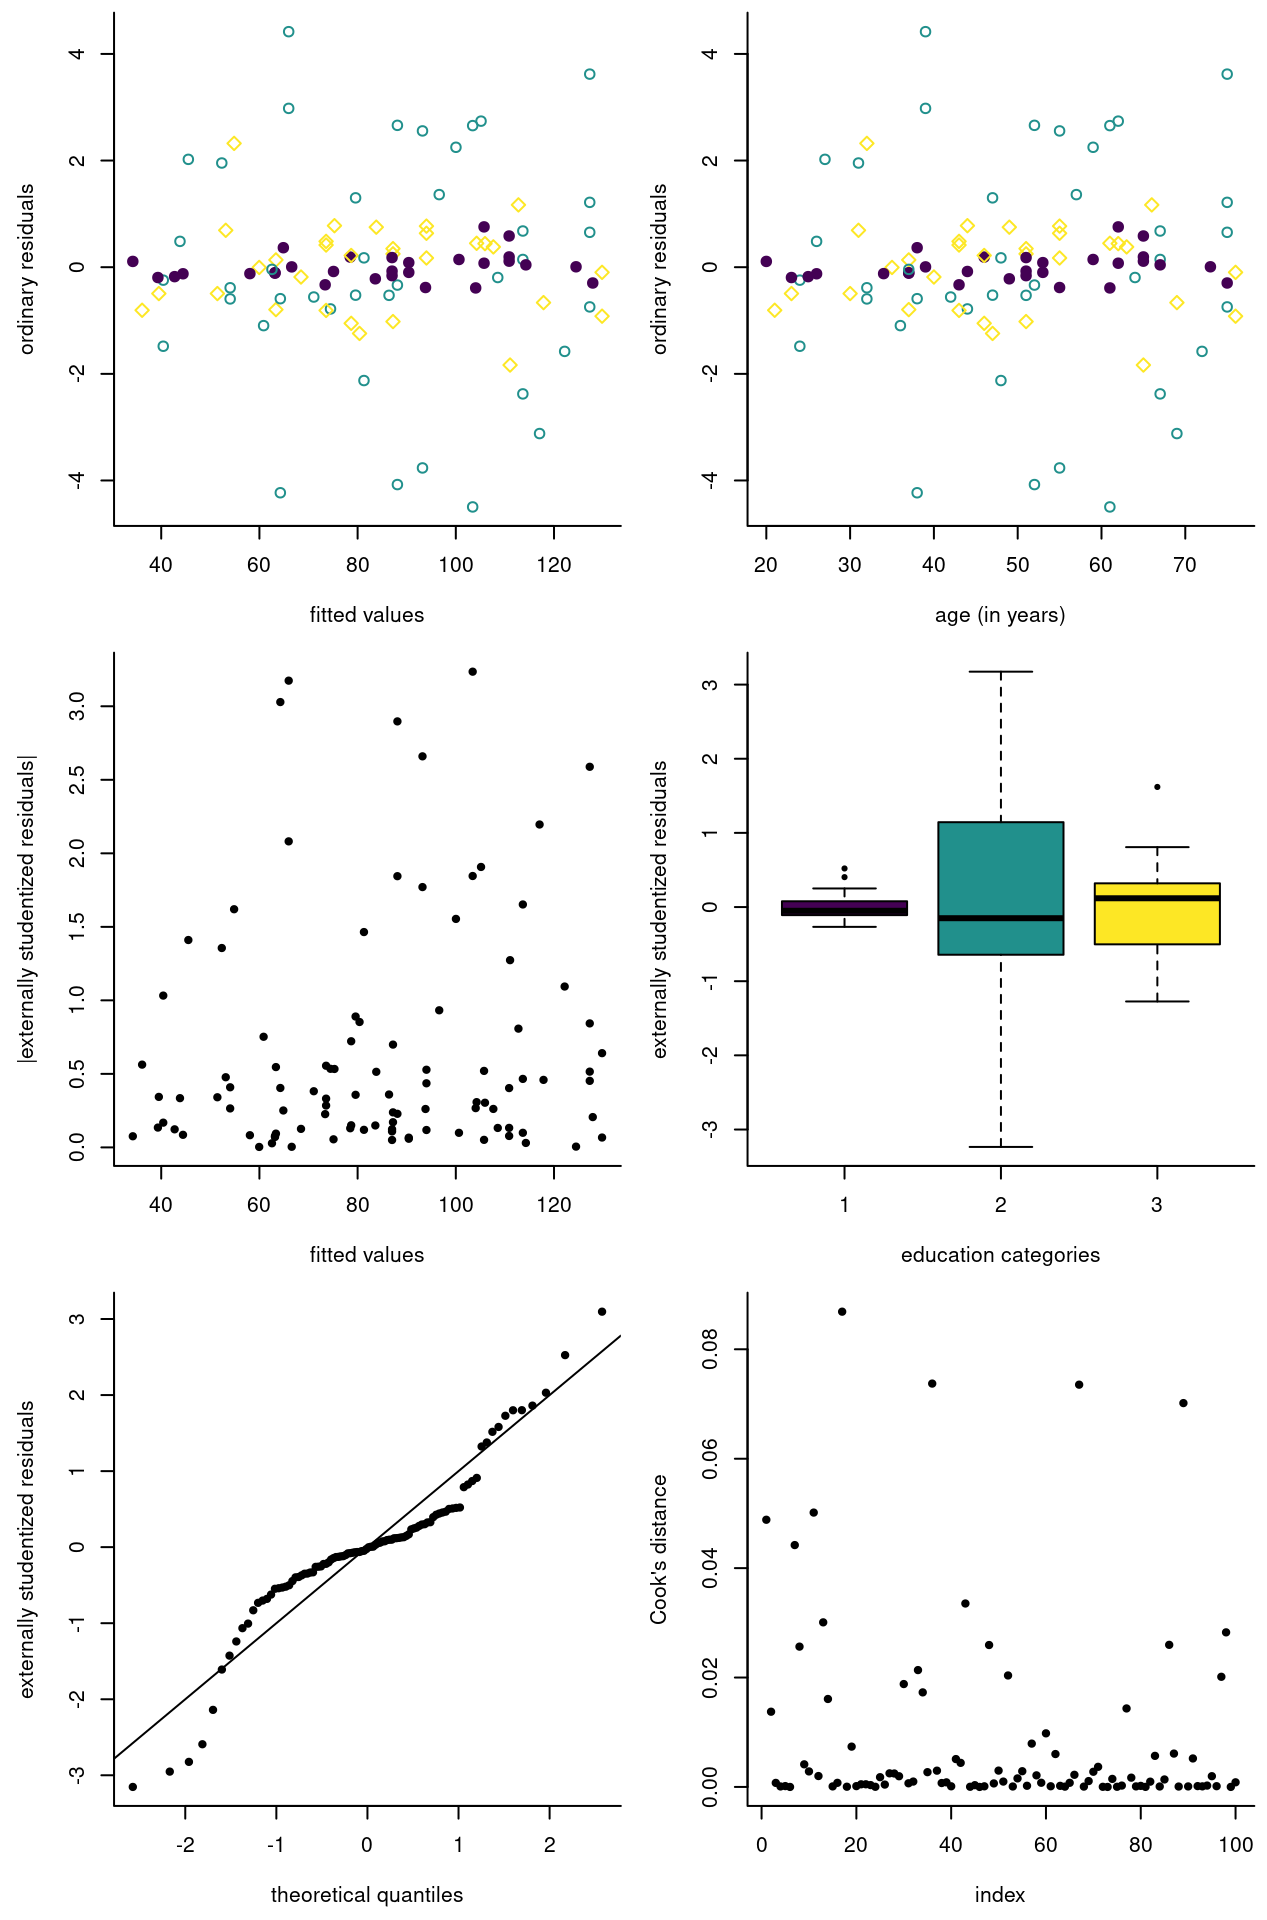 4
2
0
-2
-4
ordinary residuals
40 60 80 100 120
fitted values
4
2
0
-2
-4
ordinary residuals
20 30 40 50 60 70
age (in years)
3.0
2.5
2.0
1.5
1.0
0.5
0.0
|externally studentized residuals|
40 60 80 100 120
fitted values
3
2
1
0
-1
-2
-3
externally studentized residuals
1 2 3
education categories
3
2
1
0
-1
-2
-3
externally studentized residuals
-2 -1 0 1 2
theoretical quantiles
0.08
0.06
0.04
0.02
0.00
Cook's distance
0 20 40 60 80 100
index